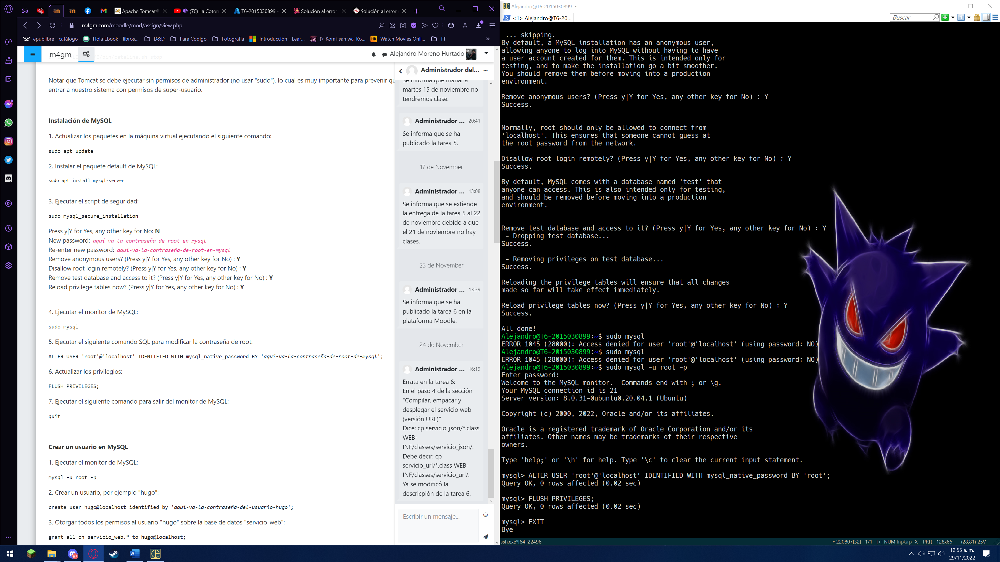 Apache Tomcat®
(70) La Cotor
T6-2015030899 -
Solución al error
Solución al error
m4gm.com/moodle/mod/assign/view.php
epublibre - catálogo
Hola Ebook - libros...
D&D
Para Codigo
Fotografia
Introducción - Lear...
▷ Komi-san wa, Ko...
Watch Movies Onli...
TT
m4gm
Alejandro Moreno Hurtado
Notar que Tomcat se debe ejecutar sin permisos de administrador (no usar "sudo"), lo cual es muy importante para prevenir qu
entrar a nuestro sistema con permisos de super-usuario.
Instalación de MySQL
1. Actualizar los paquetes en la máquina virtual ejecutando el siguiente comando:
sudo apt update
2. Instalar el paquete default de MySQL:
sudo apt install mysql-server
3. Ejecutar el script de seguridad:
sudo mysql_secure_installation
Press y|Y for Yes, any other key for No: N
New password: aquí-va-la-contraseña-de-root-en-mysql
Re-enter new password: aquí-va-la-contraseña-de-root-en-mysql
Remove anonymous users? (Press y|Y for Yes, any other key for No) : Y
Disallow root login remotely? (Press y|Y for Yes, any other key for No) : Y
Remove test database and access to it? (Press y|Y for Yes, any other key for No) : Y
Reload privilege tables now? (Press y|Y for Yes, any other key for No) : Y
4. Ejecutar el monitor de MySQL:
sudo mysql
5. Ejecutar el siguiente comando SQL para modificar la contraseña de root:
ALTER USER 'root'@'localhost' IDENTIFIED WITH mysql_native_password BY 'aquí-va-la-contraseña-de-root-de-mysql';
6. Actualizar los privilegios:
FLUSH PRIVILEGES;
7. Ejecutar el siguiente comando para salir del monitor de MySQL:
quit
Crear un usuario en MySQL
1. Ejecutar el monitor de MySQL:
mysql -u root -p
2. Crear un usuario, por ejemplo "hugo":
create user hugo@localhost identified by 'aquí-va-la-contraseña-del-usuario-hugo';
3. Otorgar todos los permisos al usuario "hugo" sobre la base de datos "servicio_web":
grant all on servicio_web.* to hugo@localhost;
Administrador del...
Se informa que mañana
martes 15 de noviembre no
tendremos clase.
Administrador ... 20:41
Se informa que se ha
publicado la tarea 5.
17 de November
Administrador ... 13:08
Se informa que se extiende
la entrega de la tarea 5 al 22
de noviembre debido a que
el 21 de noviembre no hay
clases.
23 de November
Administrador ... 13:39
Se informa que se ha
publicado la tarea 6 en la
plataforma Moodle.
24 de November
Administrador ... 16:19
Errata en la tarea 6:
En el paso 4 de la sección
"Compilar, empacar y
desplegar el servicio web
(versión URL)"
Dice: cp servicio_json/*.class
WEB-
INF/classes/servicio_json/.
Debe decir: cp
servicio_url/*.class WEB-
INF/classes/servicio_url/.
Ya se modificó la
descricpión de la tarea 6.
Escribir un mensaje...
Alejandro@T6-2015030899: ~
<1> Alejandro@T6-20...
Buscar
... skipping.
By default, a MySQL installation has an anonymous user,
allowing anyone to log into MySQL without having to have
a user account created for them. This is intended only for
testing, and to make the installation go a bit smoother.
You should remove them before moving into a production
environment.
Remove anonymous users? (Press y|Y for Yes, any other key for No) : Y
Success.
Normally, root should only be allowed to connect from
'localhost'. This ensures that someone cannot guess at
the root password from the network.
Disallow root login remotely? (Press y|Y for Yes, any other key for No) : Y
Success.
By default, MySQL comes with a database named 'test' that
anyone can access. This is also intended only for testing,
and should be removed before moving into a production
environment.
Remove test database and access to it? (Press y|Y for Yes, any other key for No) : Y
- Dropping test database...
Success.
- Removing privileges on test database...
Success.
Reloading the privilege tables will ensure that all changes
made so far will take effect immediately.
Reload privilege tables now? (Press y|Y for Yes, any other key for No) : Y
Success.
All done!
Alejandro@T6-2015030899:~$ sudo mysql
ERROR 1045 (28000): Access denied for user 'root'@'localhost' (using password: NO)
Alejandro@T6-2015030899:~$ sudo mysql
ERROR 1045 (28000): Access denied for user 'root'@'localhost' (using password: NO)
Alejandro@T6-2015030899:~$ sudo mysql -u root -p
Enter password:
Welcome to the MySQL monitor.  Commands end with ; or \g.
Your MySQL connection id is 21
Server version: 8.0.31-0ubuntu0.20.04.1 (Ubuntu)
Copyright (c) 2000, 2022, Oracle and/or its affiliates.
Oracle is a registered trademark of Oracle Corporation and/or its
affiliates. Other names may be trademarks of their respective
owners.
Type 'help;' or '\h' for help. Type '\c' to clear the current input statement.
mysql> ALTER USER 'root'@'localhost' IDENTIFIED WITH mysql_native_password BY 'root';
Query OK, 0 rows affected (0.02 sec)
mysql> FLUSH PRIVILEGES;
Query OK, 0 rows affected (0.02 sec)
mysql> EXIT
Bye
ssh.exe*[64]:22496
« 220807[32] 1/1 [+] NUM InpGrp X PRI↕ 128x66 (28,81) 25V
12:55 a. m.
29/11/2022